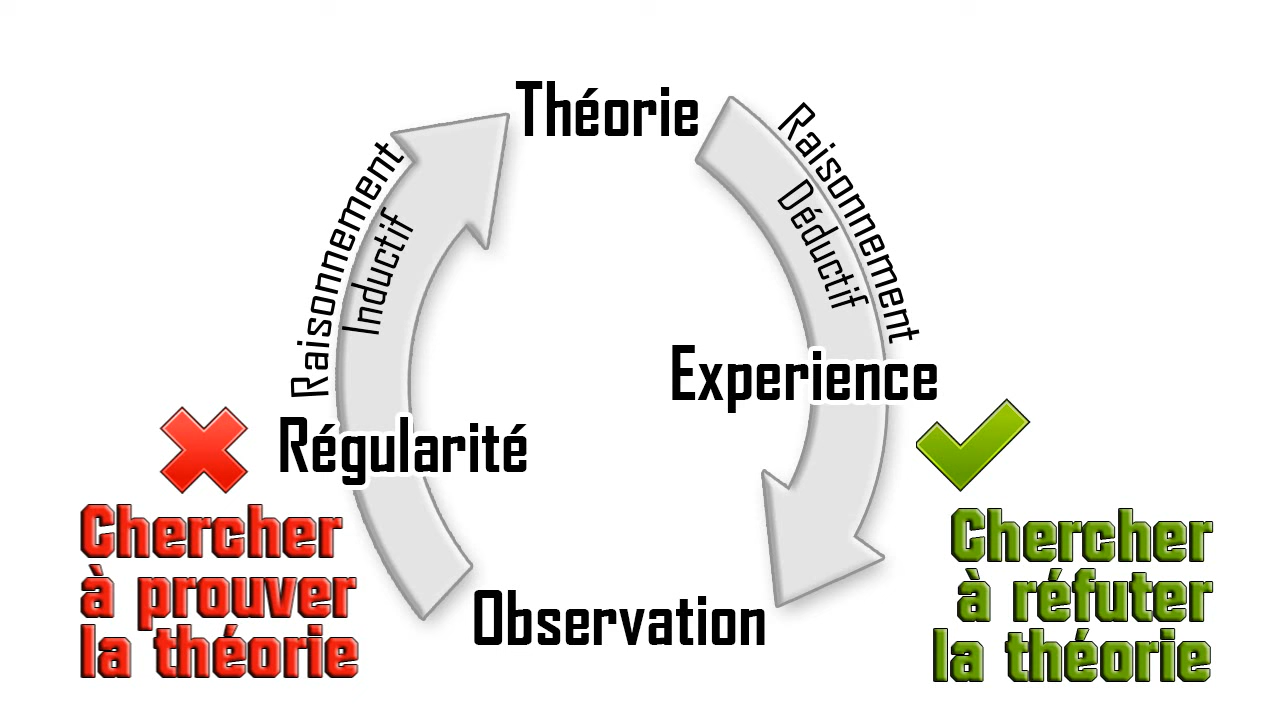 Théorie
Raisonnement
Inductif
Raisonnement
Déductif
Experience
Régularité
Observation
Chercher
à prouver
la théorie
Chercher
à réfuter
la théorie